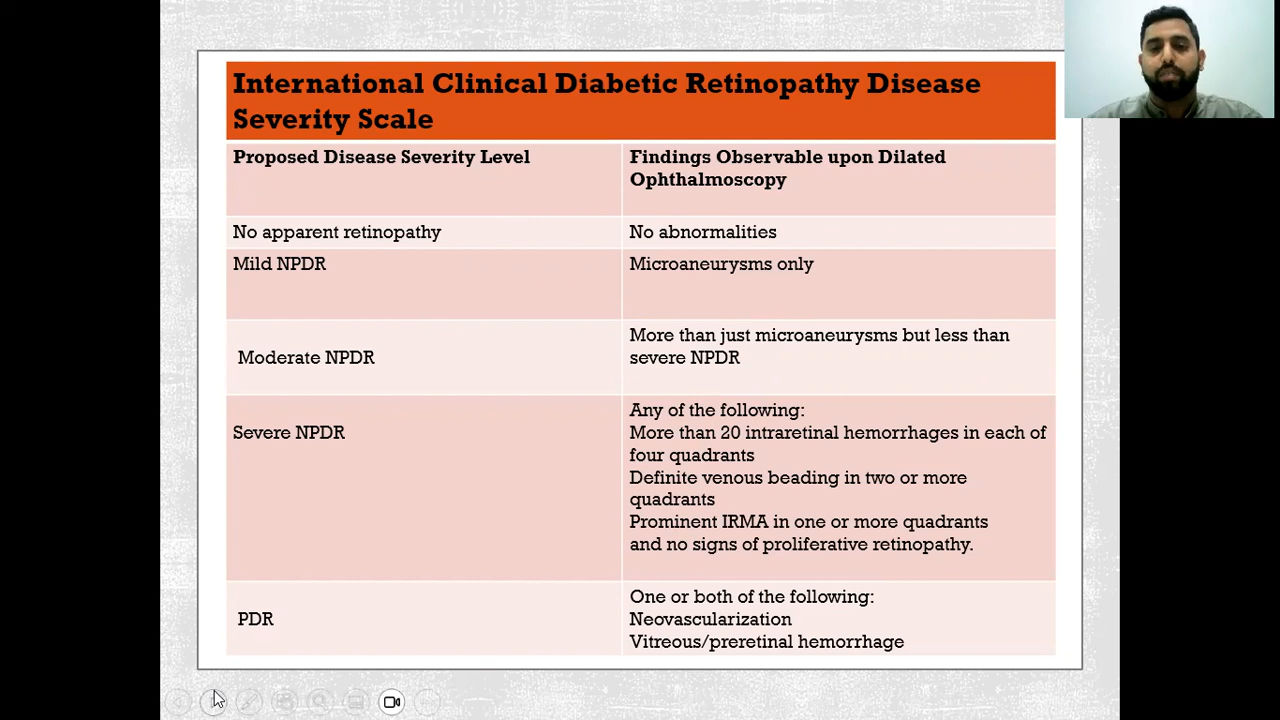 International Clinical Diabetic Retinopathy Disease
Severity Scale
Proposed Disease Severity Level
Findings Observable upon Dilated
Ophthalmoscopy
No apparent retinopathy
No abnormalities
Mild NPDR
Microaneurysms only
Moderate NPDR
More than just microaneurysms but less than
severe NPDR
Severe NPDR
Any of the following:
More than 20 intraretinal hemorrhages in each of
four quadrants
Definite venous beading in two or more
quadrants
Prominent IRMA in one or more quadrants
and no signs of proliferative retinopathy.
PDR
One or both of the following:
Neovascularization
Vitreous/preretinal hemorrhage